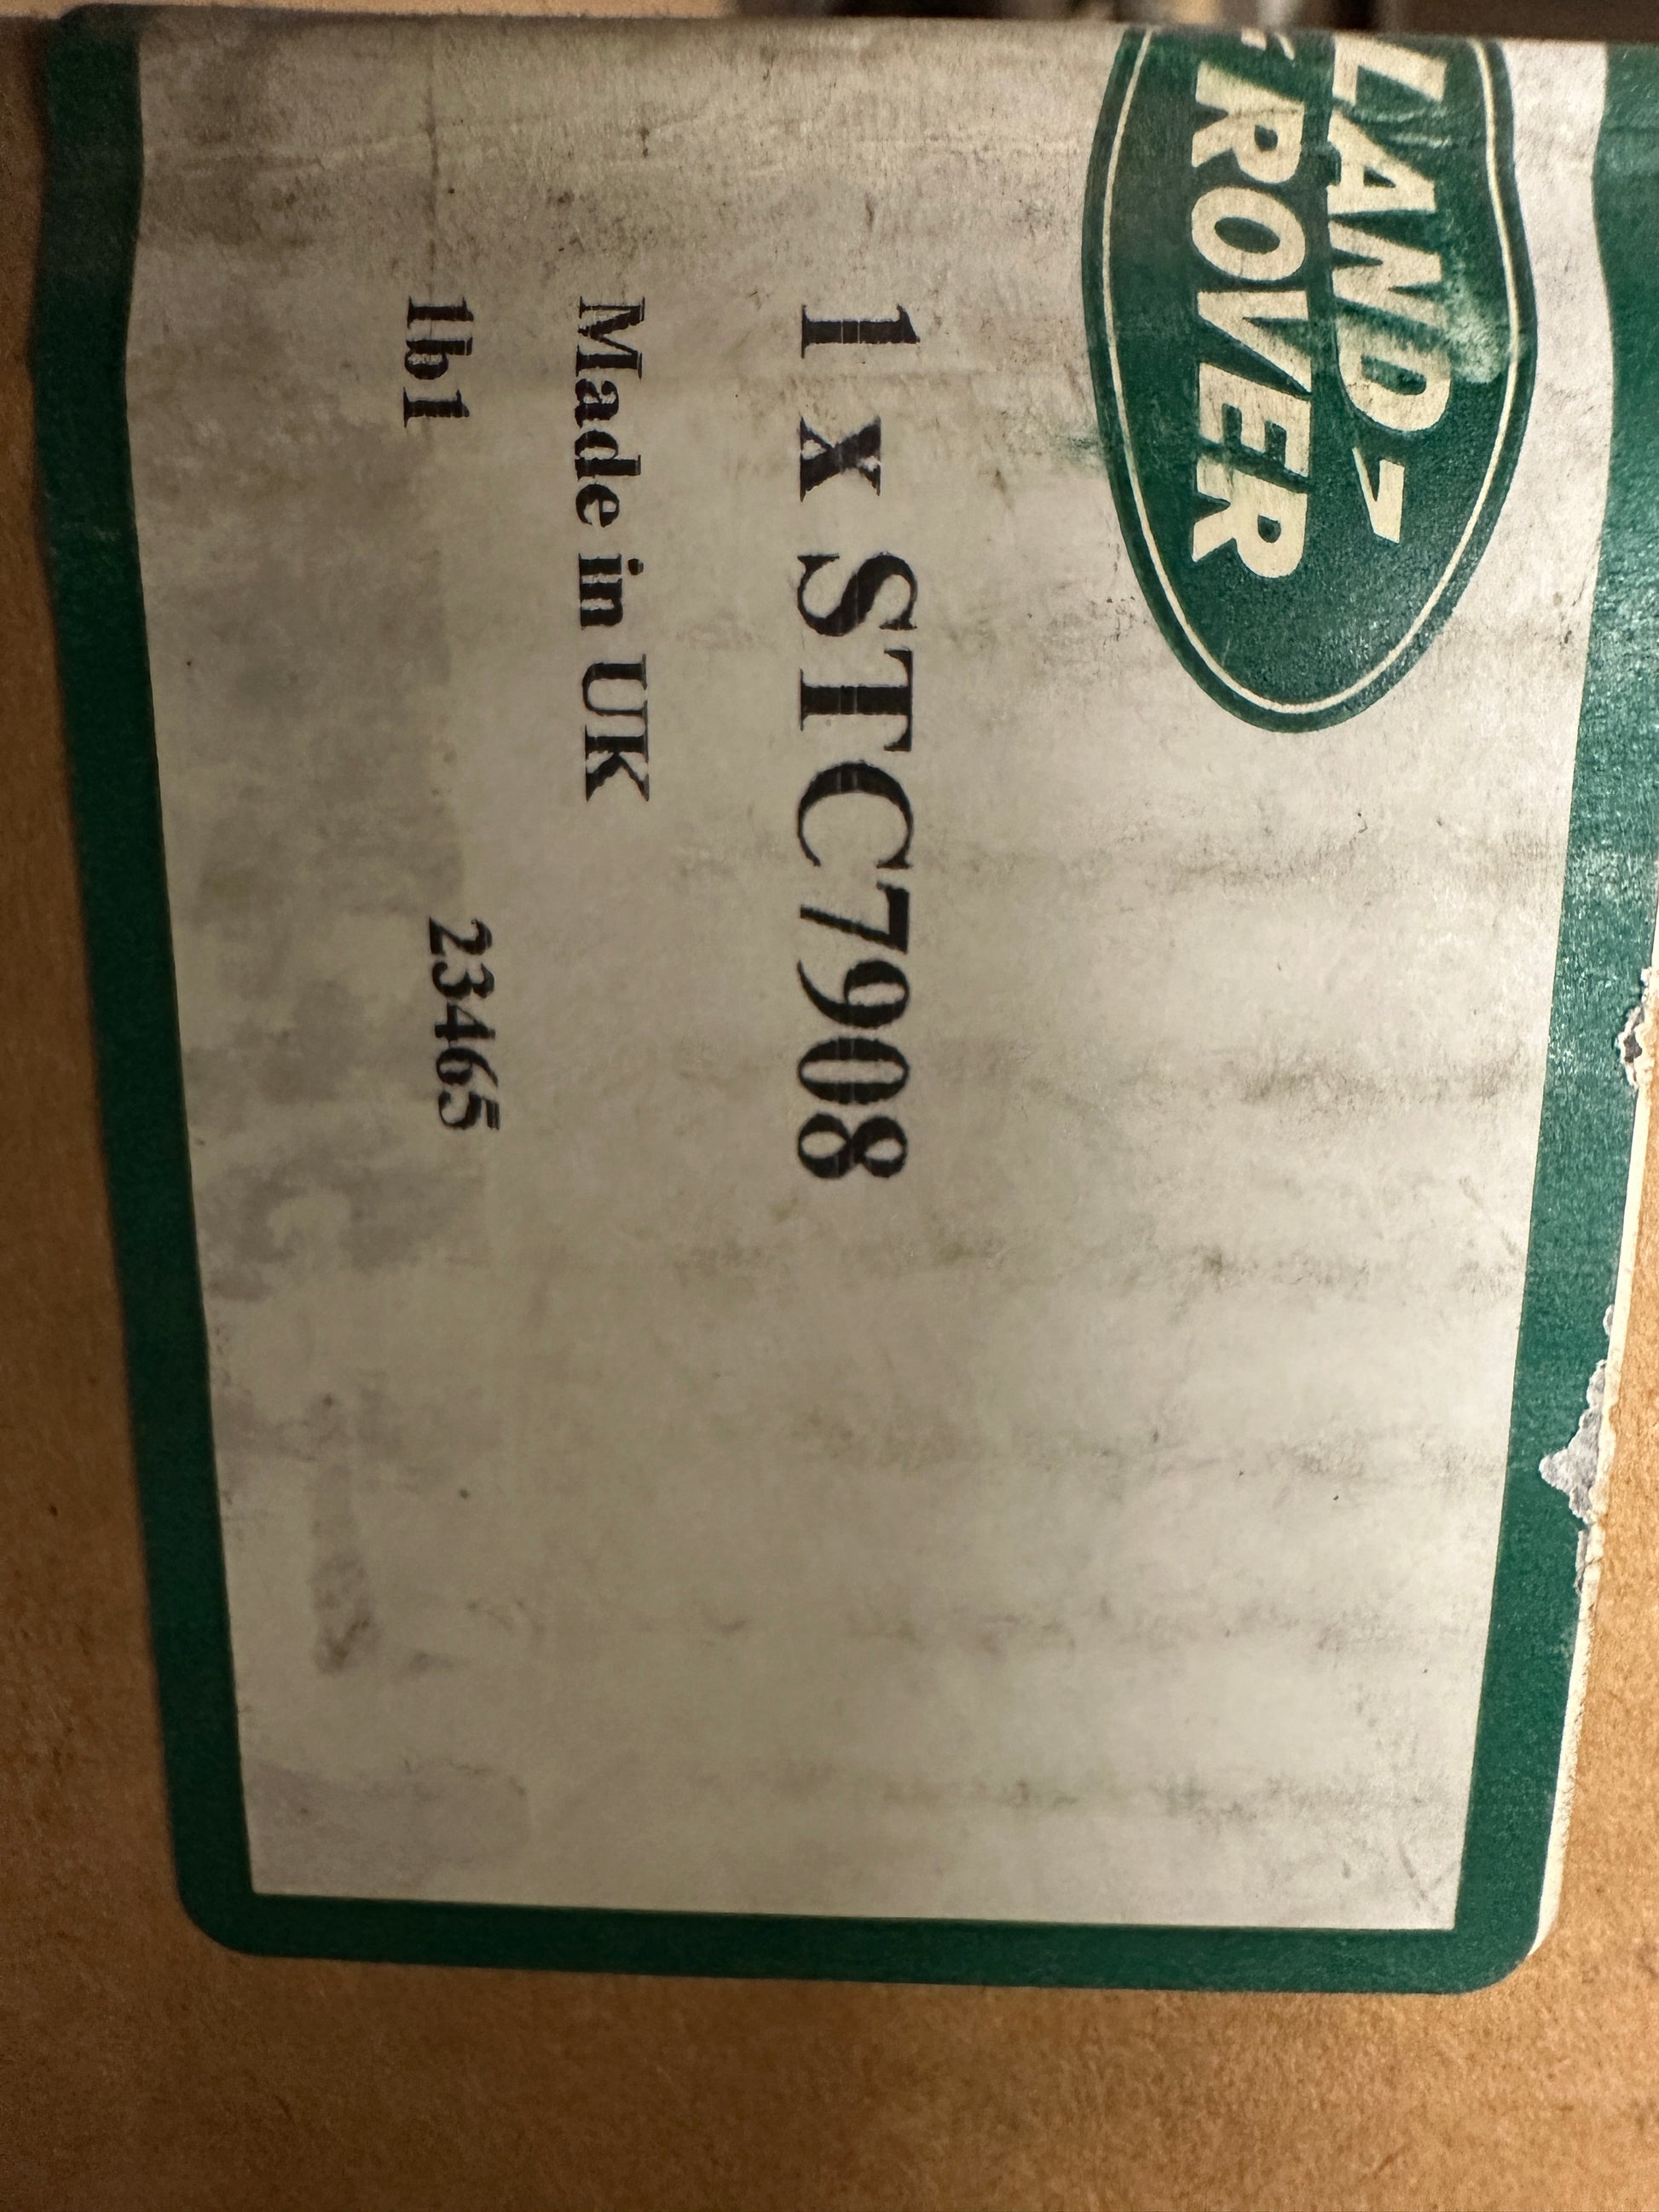 LAND
ROVER
1 x STC7908
Made in UK
1b1 23465